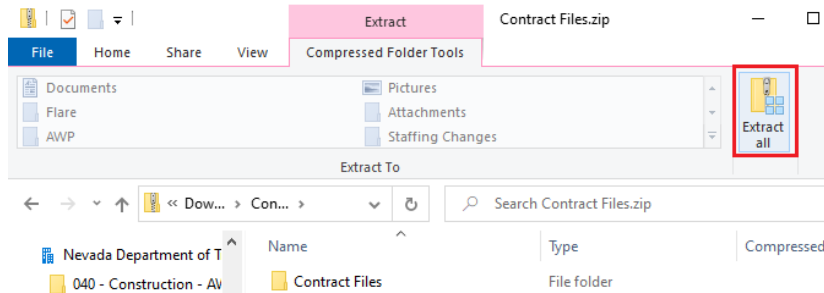 Extract Contract Files.zip
File Home Share View Compressed Folder Tools
Documents Pictures
Flare Attachments
AWP Staffing Changes
Extract
all
Extract To
« Dow... › Con... › Search Contract Files.zip
Name Type Compressed
Nevada Department of T
040 - Construction - AV
Contract Files File folder